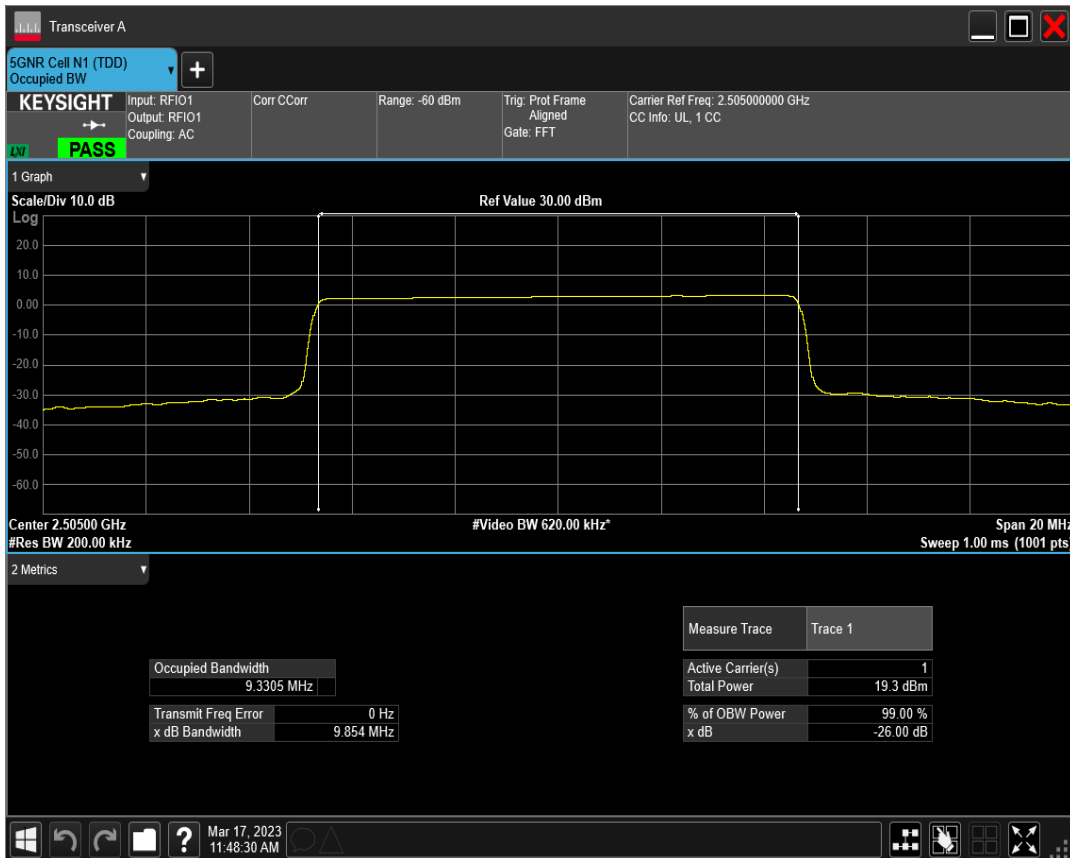 Transceiver A
5GNR Cell N1 (TDD)
Occupied BW
KEYSIGHT
LXI
PASS
Input: RFIO1
Output: RFIO1
Coupling: AC
Corr CCorr
Range: -60 dBm
Trig: Prot Frame
Aligned
Gate: FFT
Carrier Ref Freq: 2.505000000 GHz
CC Info: UL, 1 CC
1 Graph
Scale/Div 10.0 dB
Ref Value 30.00 dBm
Log
20.0
10.0
0.00
-10.0
-20.0
-30.0
-40.0
-50.0
-60.0
Center 2.50500 GHz
#Video BW 620.00 kHz*
Span 20 MHz
#Res BW 200.00 kHz
Sweep 1.00 ms (1001 pts)
2 Metrics
Measure Trace Trace 1
Occupied Bandwidth
9.3305 MHz
Active Carrier(s) 1
Total Power 19.3 dBm
Transmit Freq Error 0 Hz
x dB Bandwidth 9.854 MHz
% of OBW Power 99.00 %
x dB -26.00 dB
?
Mar 17, 2023
11:48:30 AM